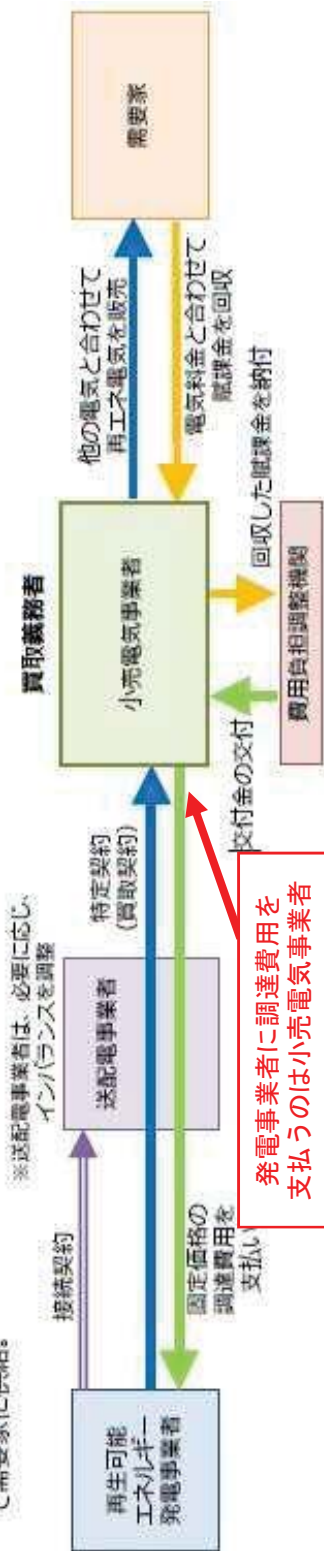 て需要家に供給。
※送配電事業者は、必要に応じ、
インバランスを調整
買取義務者
再生可能
エネルギー
発電事業者
接続契約
送配電事業者
特定契約
(買取契約)
固定価格の
調達費用を
支払い
小売電気事業者
他の電気と合わせて
再エネ電気を販売
電気料金と合わせて
賦課金を回収
需要家
交付金の交付
回収した賦課金を納付
費用負担調整機関
発電事業者に調達費用を
支払うのは小売電気事業者